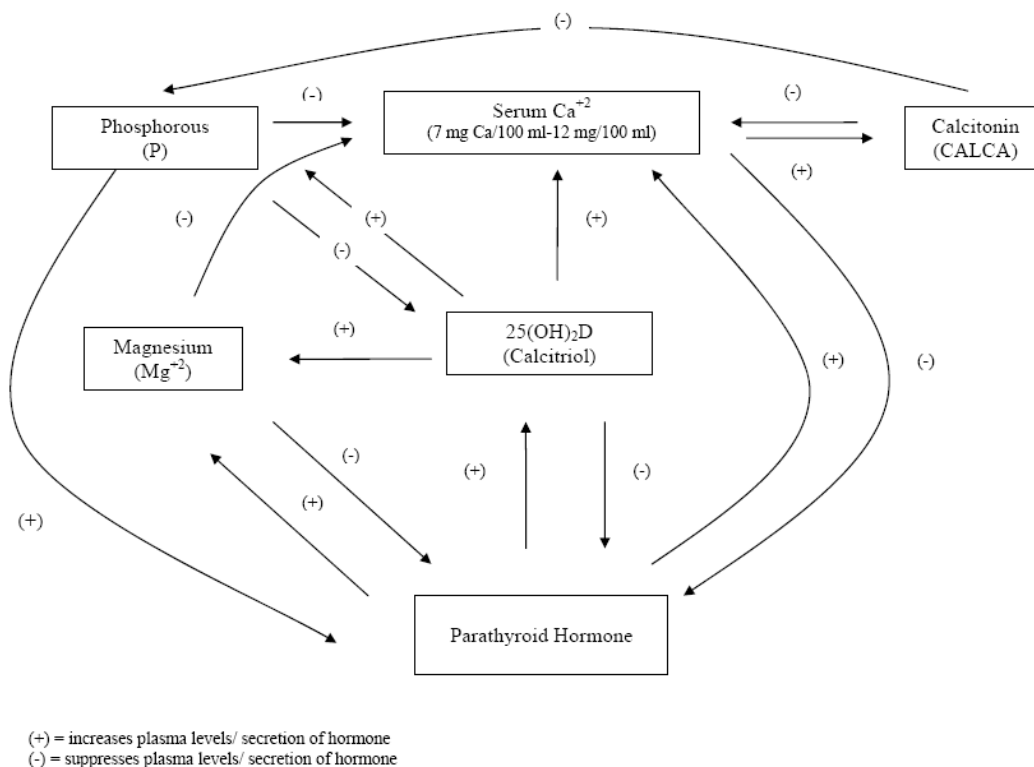 (-)
(-)
Serum Ca+2
(7 mg Ca/100 ml-12 mg/100 ml)
(-)
Phosphorous
(P)
Calcitonin
(CALCA)
(+)
(-)
(+)
(+)
(-)
Magnesium
(Mg+2)
(+)
25(OH)2D
(Calcitriol)
(+)
(-)
(-)
(+)
(+)
(-)
(+)
Parathyroid Hormone
(+) = increases plasma levels/ secretion of hormone
(-) = suppresses plasma levels/ secretion of hormone